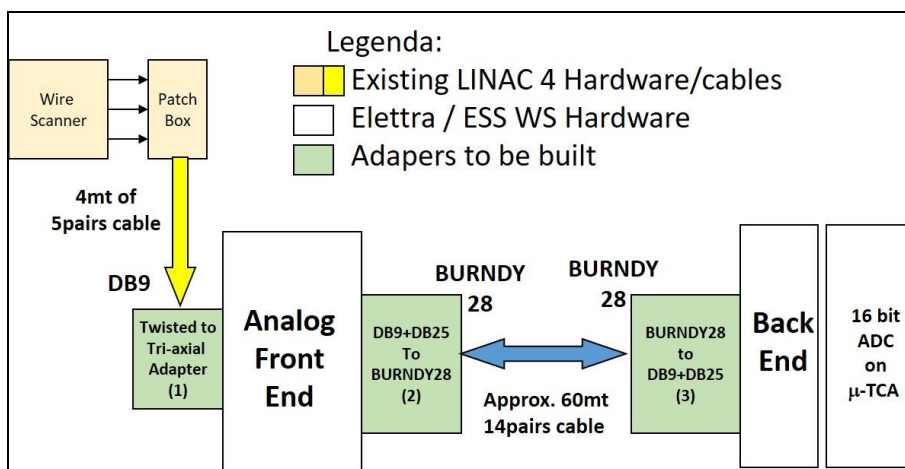 Legenda:
Existing LINAC 4 Hardware/cables
Elettra / ESS WS Hardware
Adapers to be built
Wire
Scanner
Patch
Box
4mt of
5pairs cable
DB9
Twisted to
Tri-axial
Adapter
(1)
Analog
Front
End
DB9+DB25
To
BURNDY28
(2)
BURNDY
28
BURNDY
28
Approx. 60mt
14pairs cable
BURNDY28
to
DB9+DB25
(3)
Back
End
16 bit
ADC
on
μ-TCA